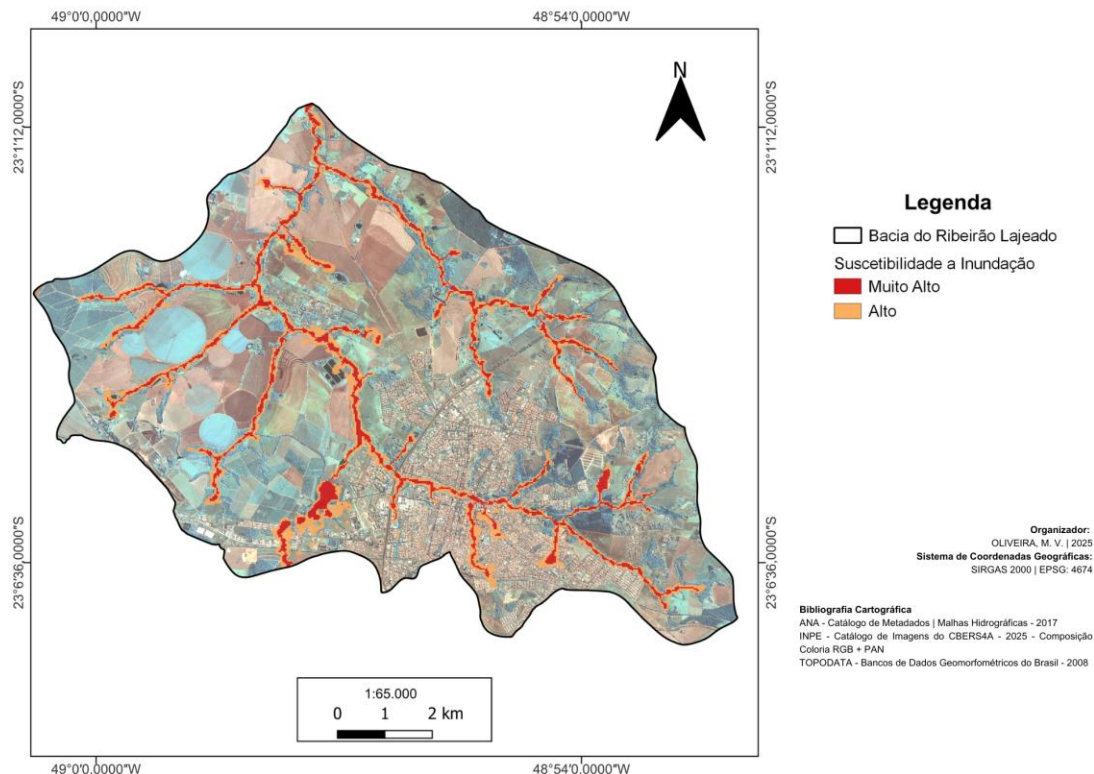 49°0'0,0000"W
48°54'0,0000"W
23°1'12,0000"S
23°1'12,0000"S
N
Legenda
Bacia do Ribeirão Lajeado
Suscetibilidade a Inundação
Muito Alto
Alto
23°6'36,0000"S
23°6'36,0000"S
Organizador:
OLIVEIRA, M. V. | 2025
Sistema de Coordenadas Geográficas:
SIRGAS 2000 | EPSG: 4674
Bibliografia Cartográfica
ANA - Catálogo de Metadados | Malhas Hidrográficas - 2017
INPE - Catálogo de Imagens do CBERS4A - 2025 - Composição
Coloria RGB + PAN
TOPODATA - Bancos de Dados Geomorfométricos do Brasil - 2008
1:65.000
0 1 2 km
49°0'0,0000"W
48°54'0,0000"W